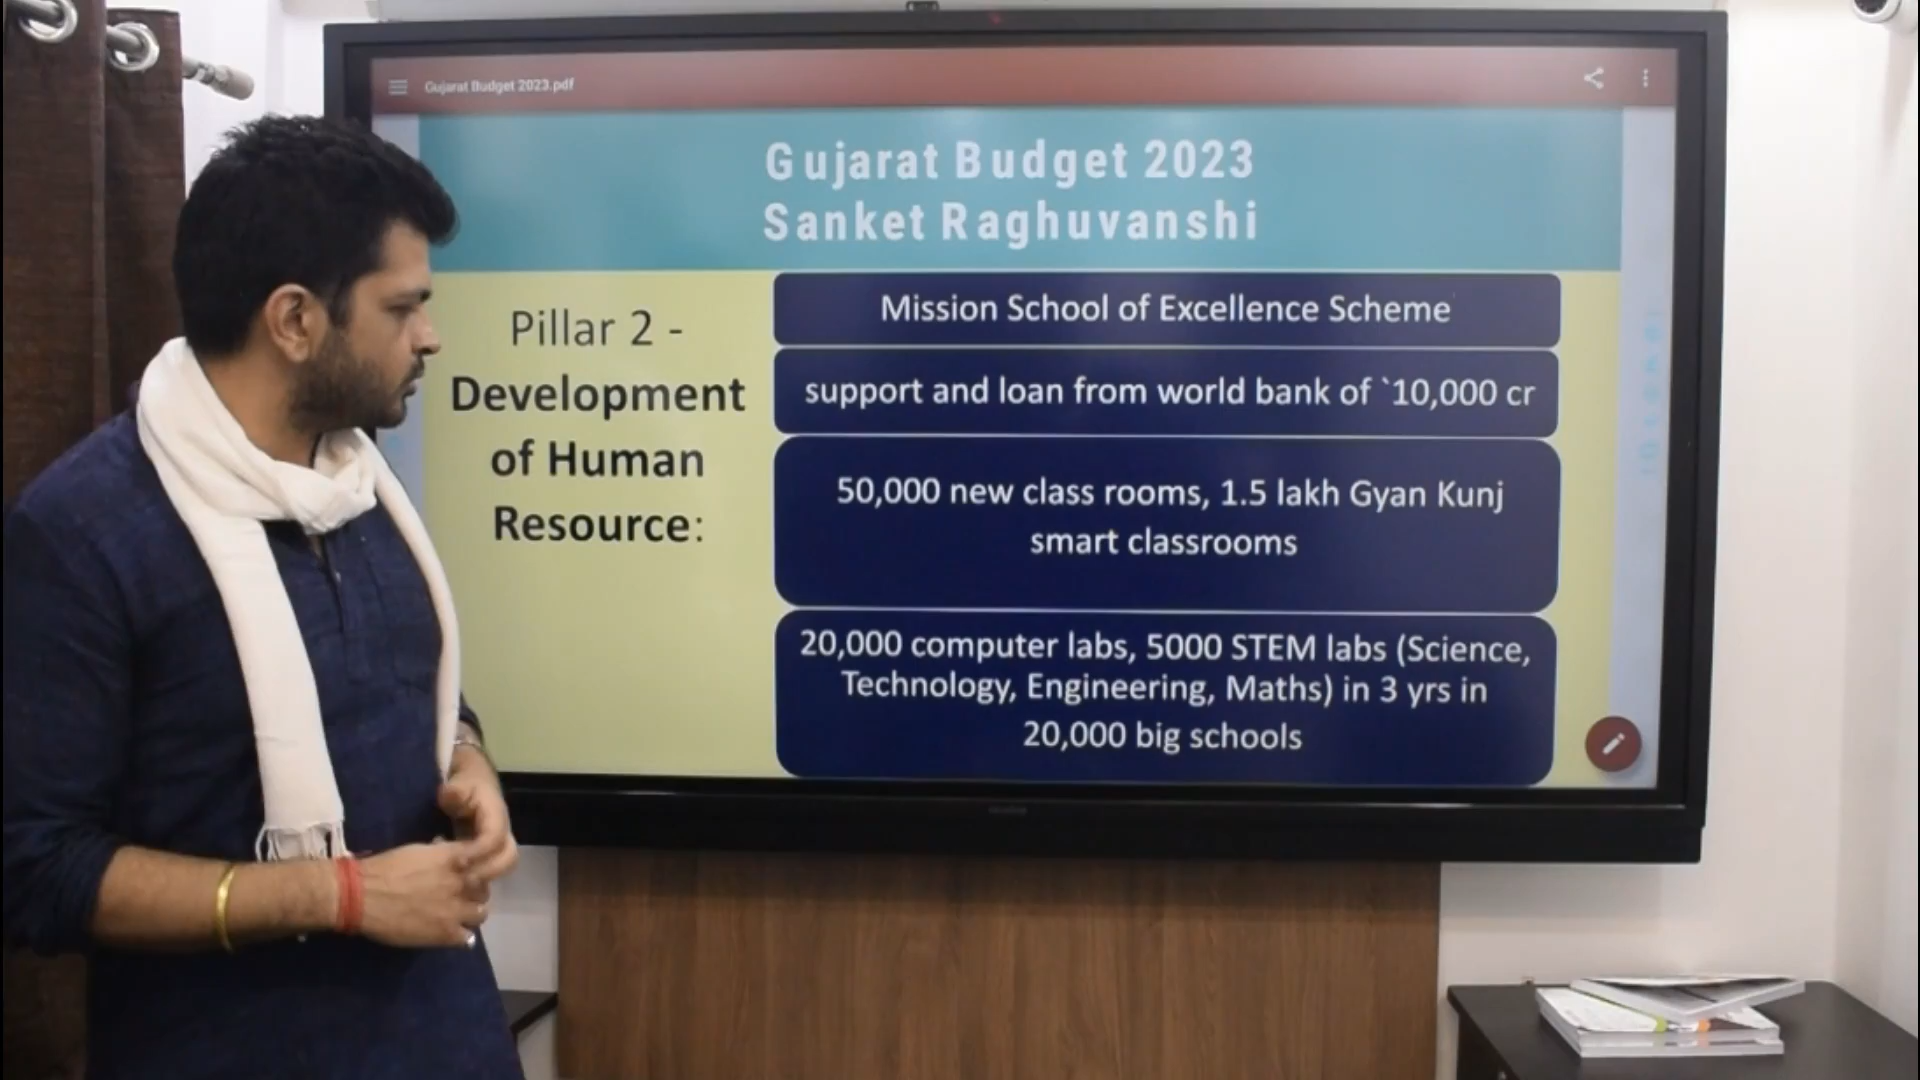 Gujarat Budget 2023.pdf
Gujarat Budget 2023
Sanket Raghuvanshi
Pillar 2 -
Development
of Human
Resource:
Mission School of Excellence Scheme
support and loan from world bank of `10,000 cr
50,000 new class rooms, 1.5 lakh Gyan Kunj
smart classrooms
20,000 computer labs, 5000 STEM labs (Science,
Technology, Engineering, Maths) in 3 yrs in
20,000 big schools